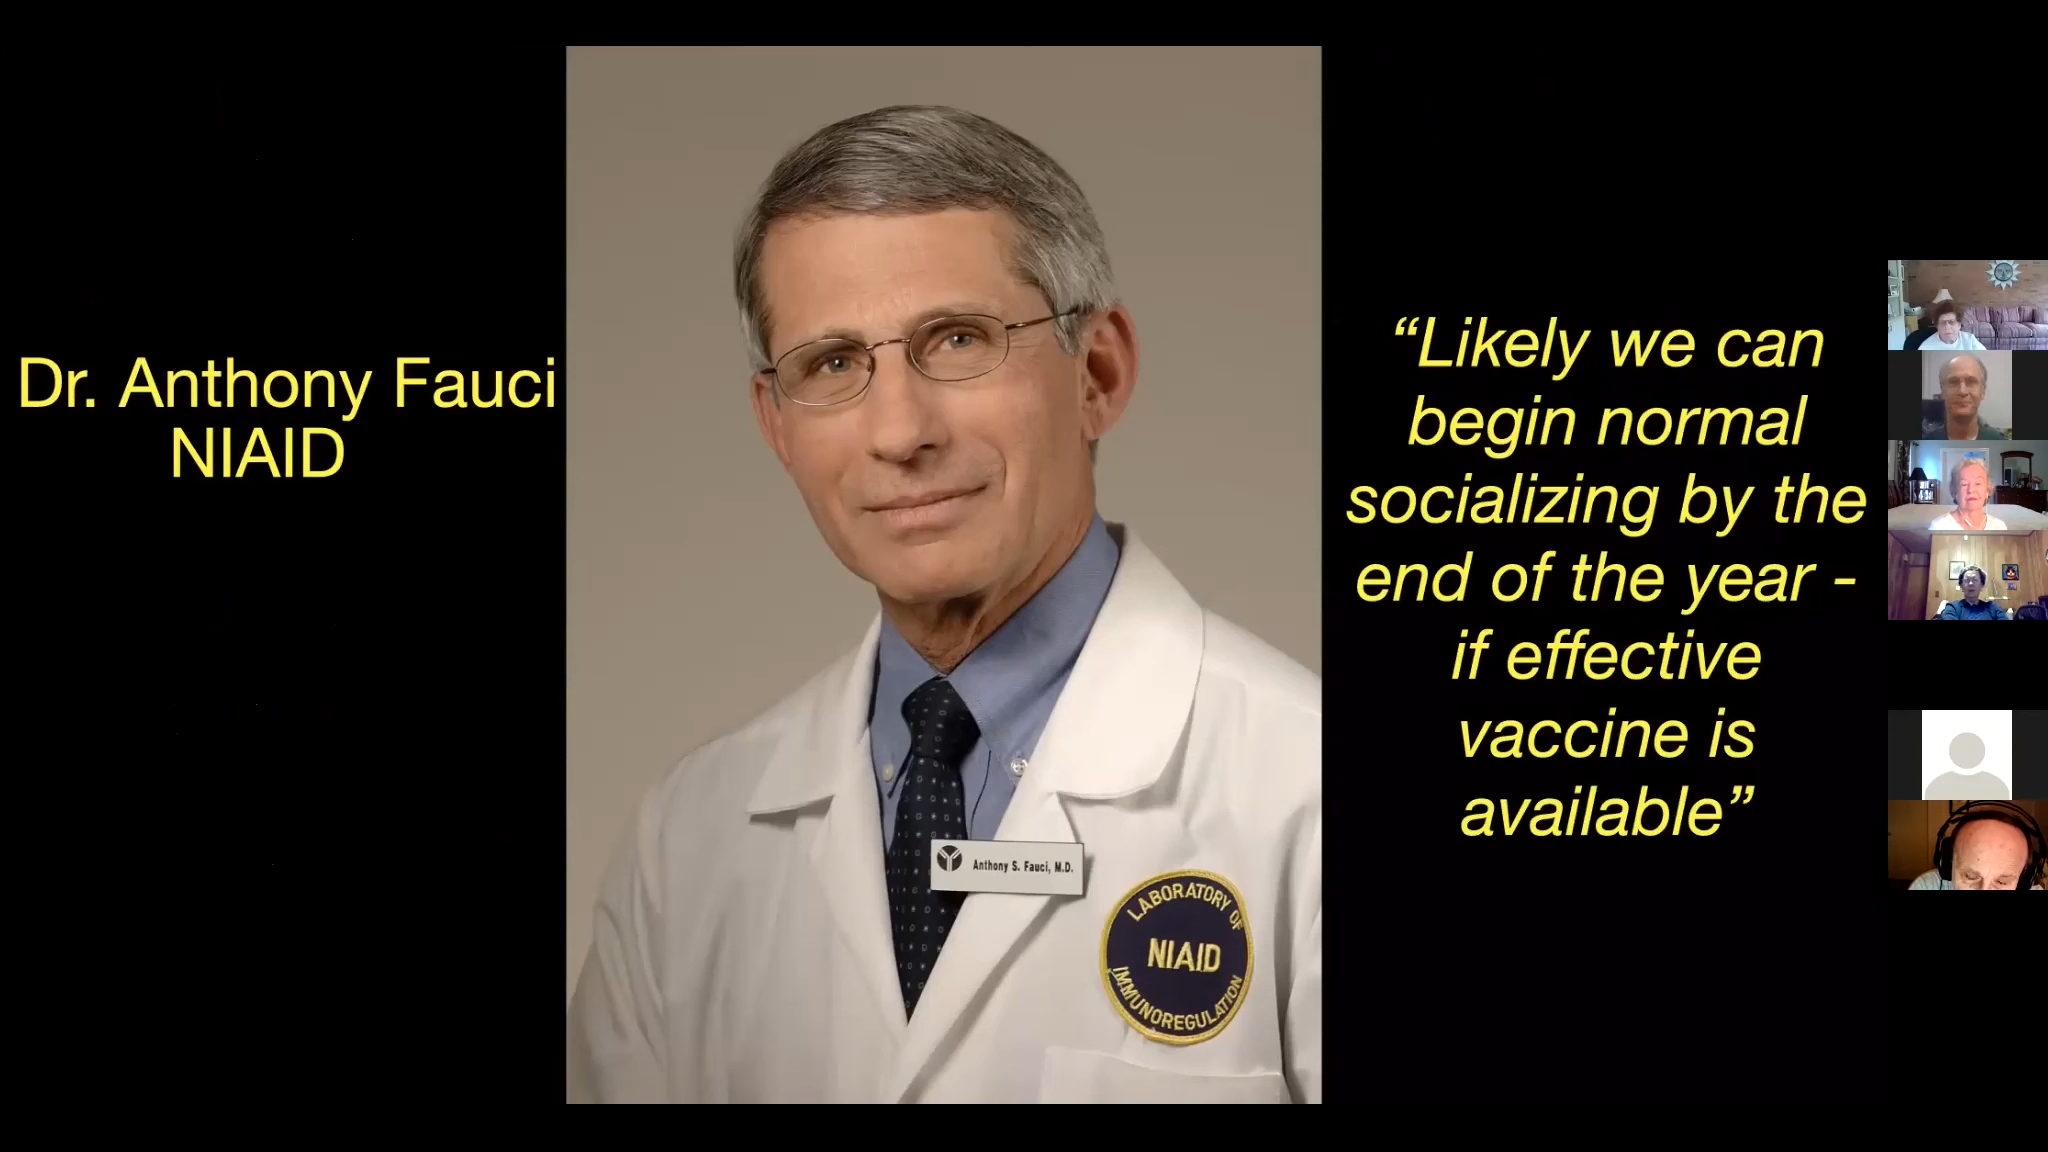 Dr. Anthony Fauci
NIAID
“Likely we can
begin normal
socializing by the
end of the year -
if effective
vaccine is
available”
Anthony S. Fauci, M.D.
LABORATORY OF
NIAID
IMMUNOREGULATION